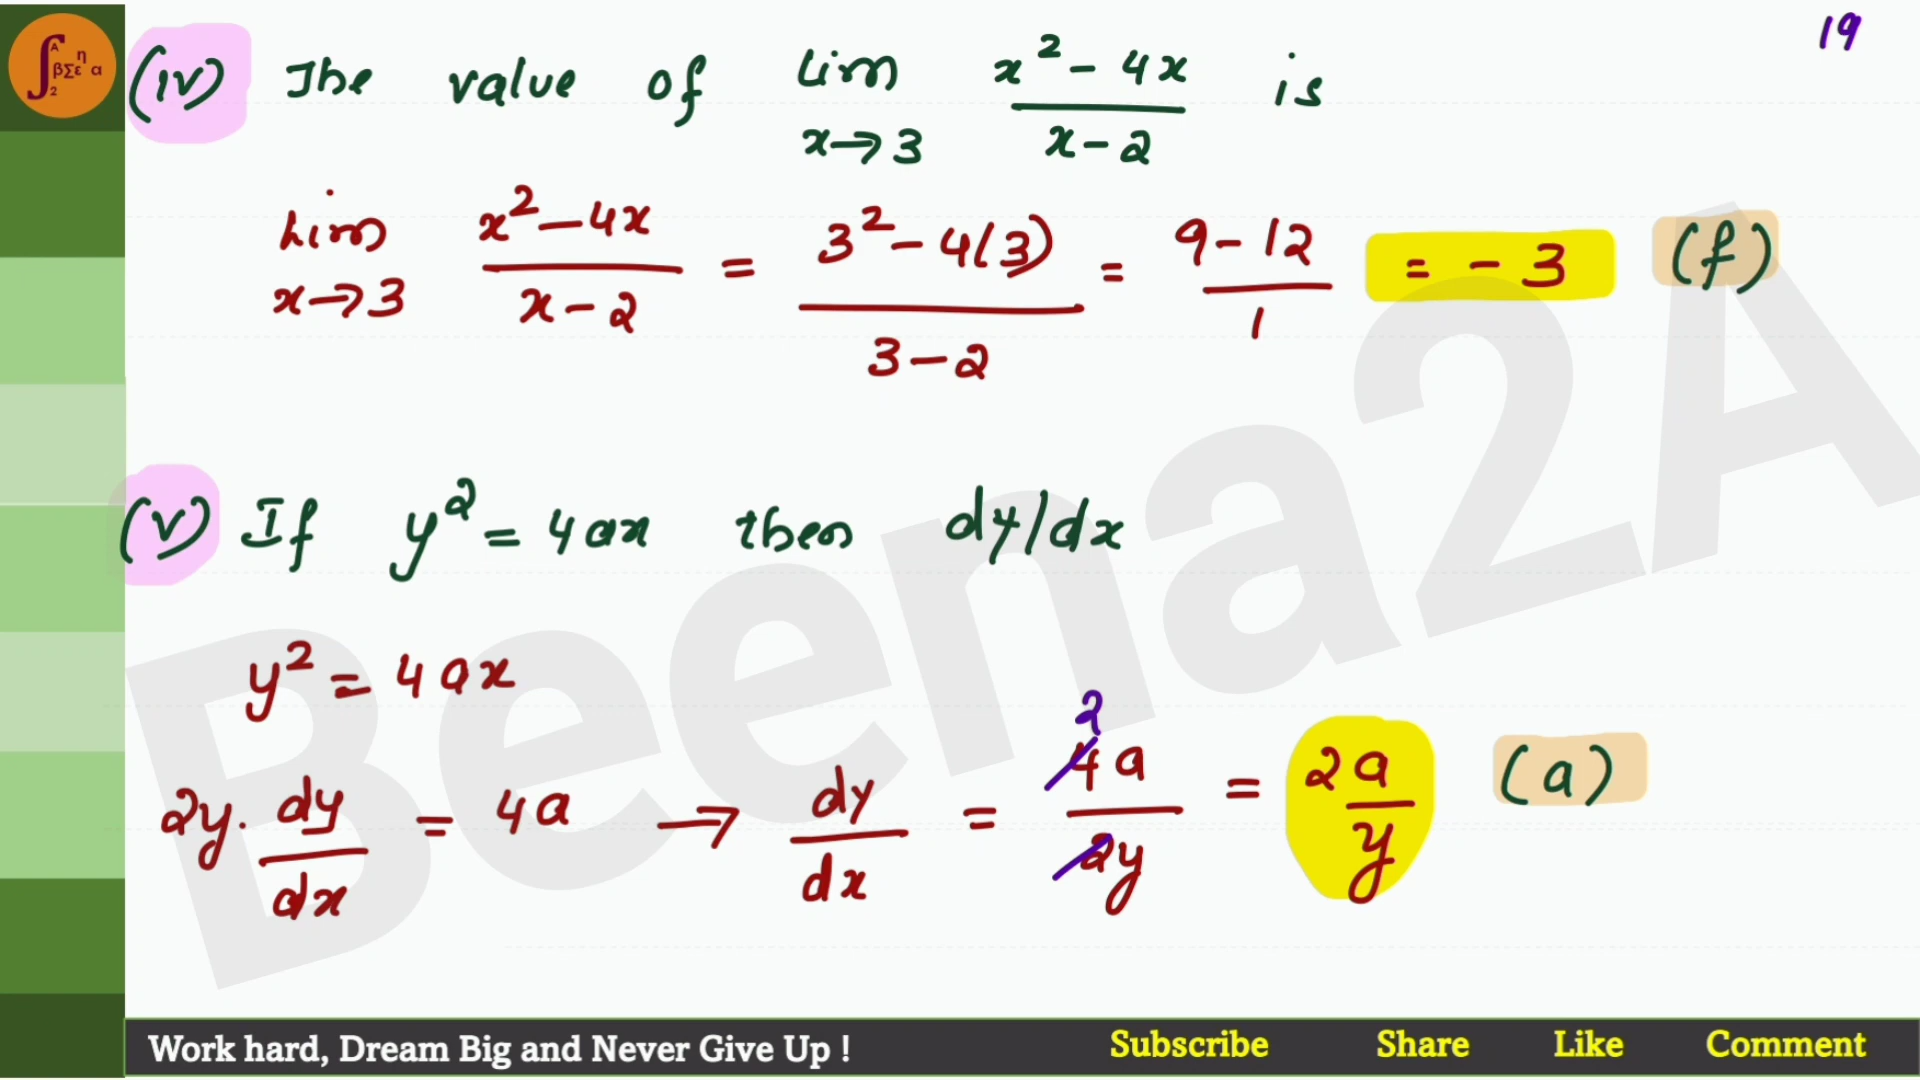 19
(iv) The value of lim x→3 (x² - 4x)/(x - 2) is
lim x→3 (x² - 4x)/(x - 2) = (3² - 4(3))/(3 - 2) = (9 - 12)/1 = -3 (f)
(v) If y² = 4ax then dy/dx
y² = 4ax
2y · dy/dx = 4a → dy/dx = 4a/2y 2 = 2a/y (a)
Beena2A
Work hard, Dream Big and Never Give Up ! Subscribe Share Like Comment